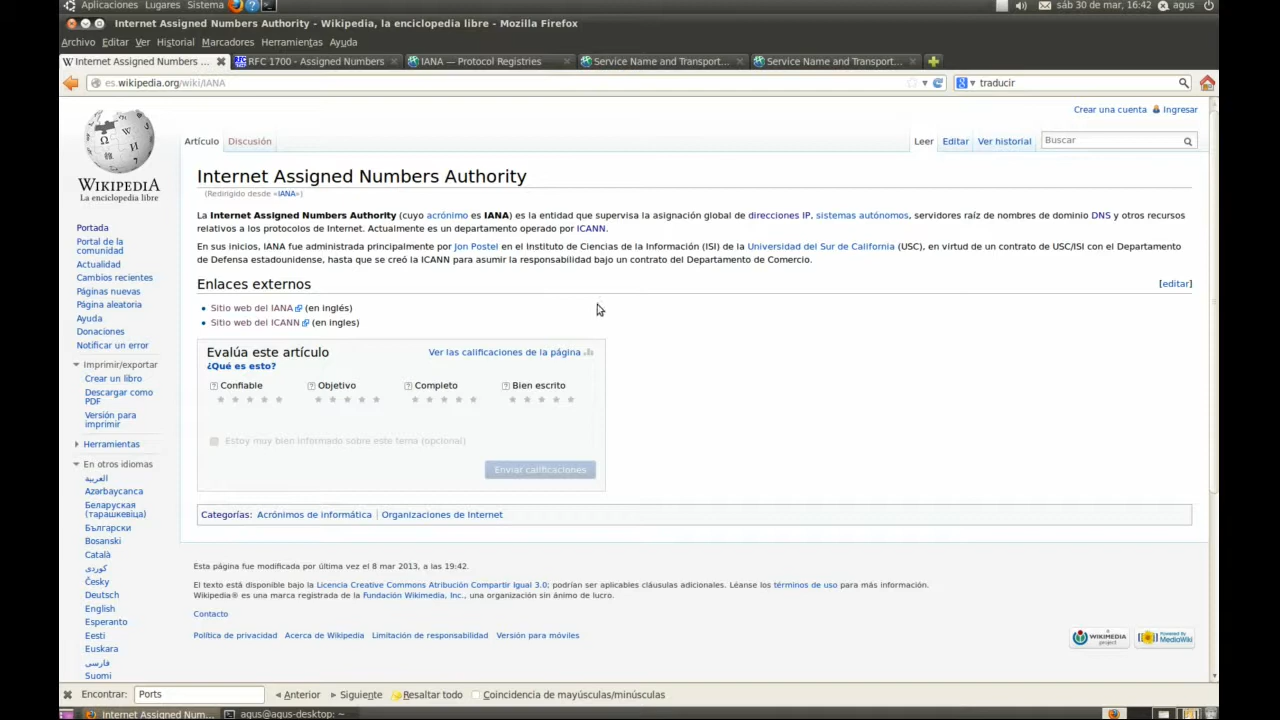 Aplicaciones Lugares Sistema
sáb 30 de mar, 16:42 agus
Internet Assigned Numbers Authority - Wikipedia, la enciclopedia libre - Mozilla Firefox
Archivo Editar Ver Historial Marcadores Herramientas Ayuda
Internet Assigned Numbers ... RFC 1700 - Assigned Numbers IANA — Protocol Registries Service Name and Transport... Service Name and Transport...
es.wikipedia.org/wiki/IANA traducir
Crear una cuenta Ingresar
Artículo Discusión Leer Editar Ver historial Buscar
WIKIPEDIA
La enciclopedia libre
Portada
Portal de la
comunidad
Actualidad
Cambios recientes
Páginas nuevas
Página aleatoria
Ayuda
Donaciones
Notificar un error
Imprimir/exportar
Crear un libro
Descargar como
PDF
Versión para
imprimir
Herramientas
En otros idiomas
العربية
Azərbaycanca
Беларуская
(тарашкевіца)
Български
Bosanski
Català
کوردی
Česky
Deutsch
English
Esperanto
Eesti
Euskara
فارسی
Suomi
Internet Assigned Numbers Authority
(Redirigido desde «IANA»)
La Internet Assigned Numbers Authority (cuyo acrónimo es IANA) es la entidad que supervisa la asignación global de direcciones IP, sistemas autónomos, servidores raíz de nombres de dominio DNS y otros recursos
relativos a los protocolos de Internet. Actualmente es un departamento operado por ICANN.
En sus inicios, IANA fue administrada principalmente por Jon Postel en el Instituto de Ciencias de la Información (ISI) de la Universidad del Sur de California (USC), en virtud de un contrato de USC/ISI con el Departamento
de Defensa estadounidense, hasta que se creó la ICANN para asumir la responsabilidad bajo un contrato del Departamento de Comercio.
Enlaces externos [editar]
Sitio web del IANA (en inglés)
Sitio web del ICANN (en ingles)
Evalúa este artículo Ver las calificaciones de la página
¿Qué es esto?
Confiable Objetivo Completo Bien escrito
Estoy muy bien informado sobre este tema (opcional)
Enviar calificaciones
Categorías: Acrónimos de informática | Organizaciones de Internet
Esta página fue modificada por última vez el 8 mar 2013, a las 19:42.
El texto está disponible bajo la Licencia Creative Commons Atribución Compartir Igual 3.0; podrían ser aplicables cláusulas adicionales. Léanse los términos de uso para más información.
Wikipedia® es una marca registrada de la Fundación Wikimedia, Inc., una organización sin ánimo de lucro.
Contacto
Política de privacidad Acerca de Wikipedia Limitación de responsabilidad Versión para móviles
A WIKIMEDIA project
Powered By MediaWiki
Encontrar: Ports Anterior Siguiente Resaltar todo Coincidencia de mayúsculas/minúsculas
Internet Assigned Num... agus@agus-desktop: ~